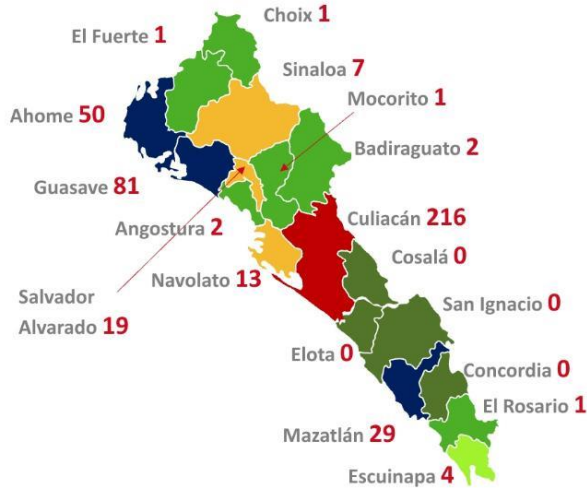 Choix 1
El Fuerte 1
Sinaloa 7
Mocorito 1
Ahome 50
Badiraguato 2
Guasave 81
Culiacán 216
Angostura 2
Cosalá 0
Navolato 13
Salvador
Alvarado 19
San Ignacio 0
Elota 0
Concordia 0
El Rosario 1
Mazatlán 29
Escuinapa 4